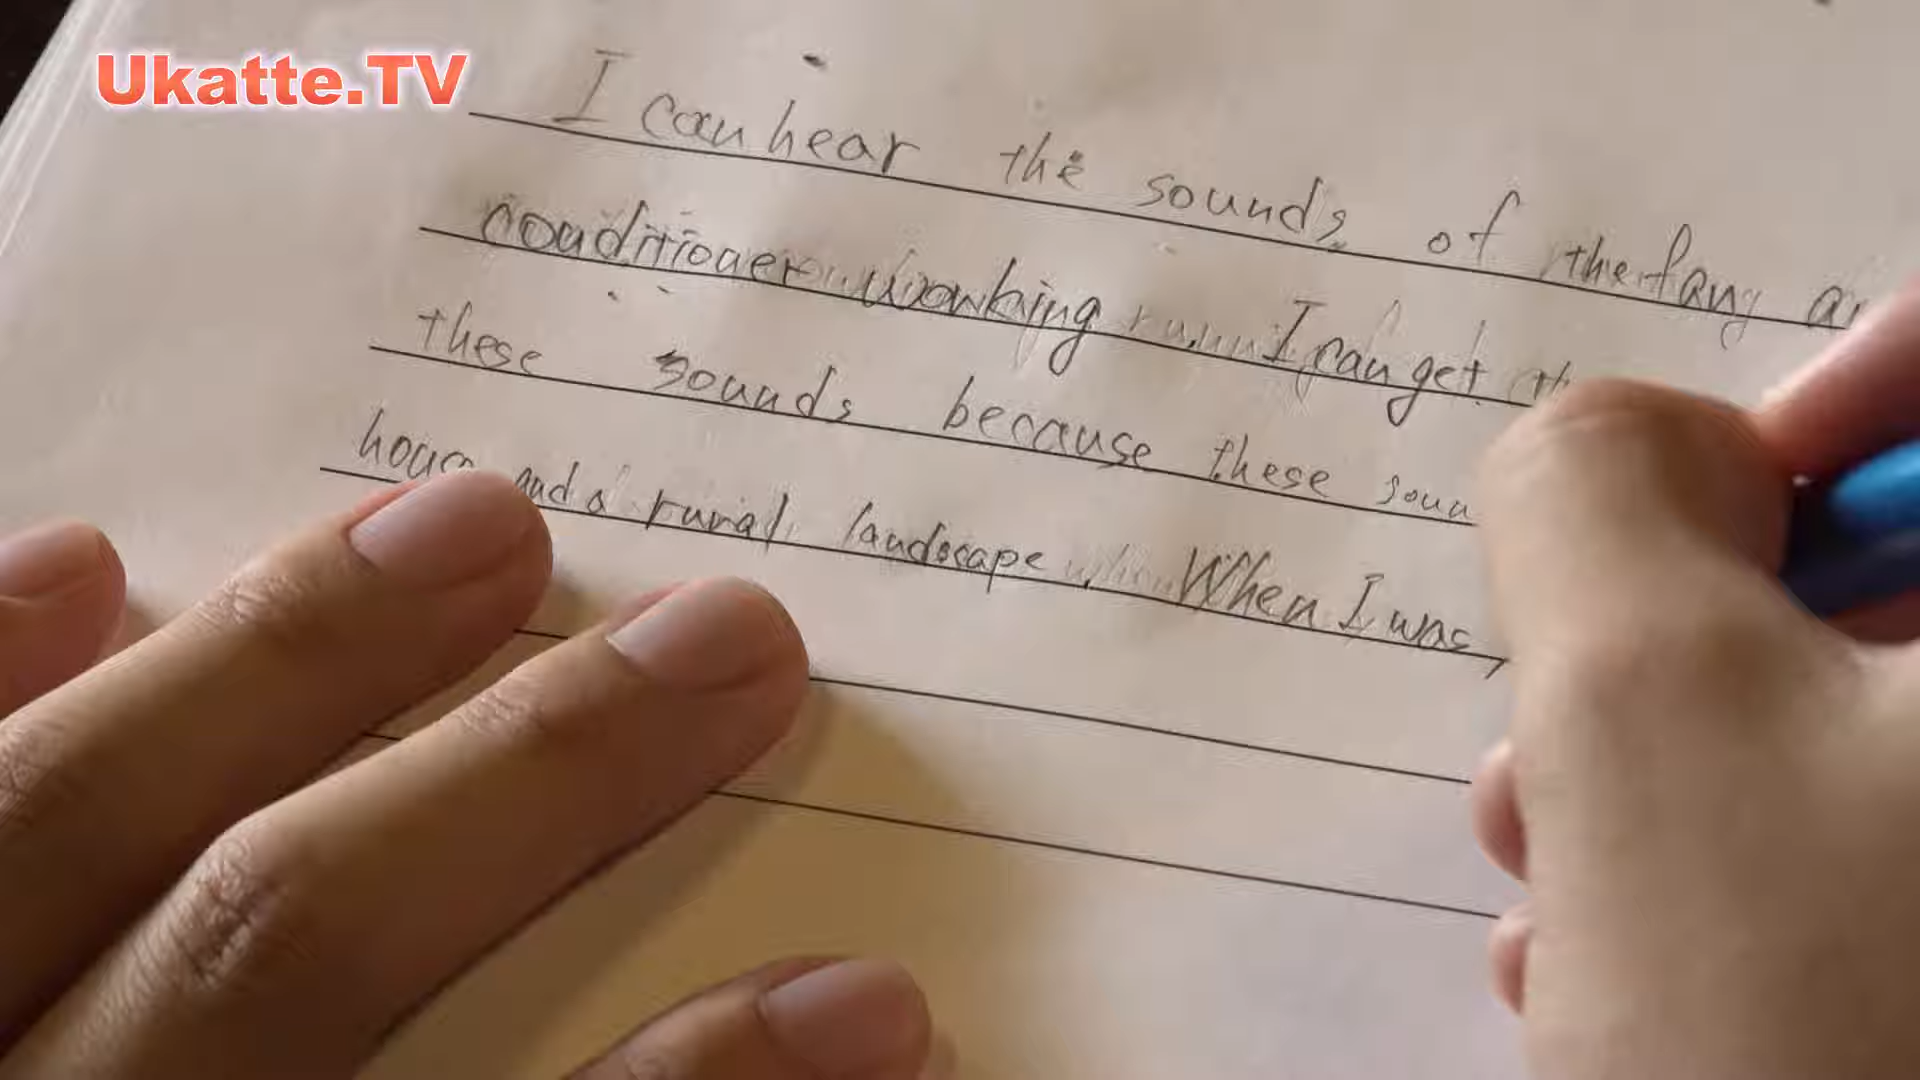 Ukatte.TV
I can hear the sounds of the
conditioner working. I can get
these sounds because these
and a rural landscape. When I was,